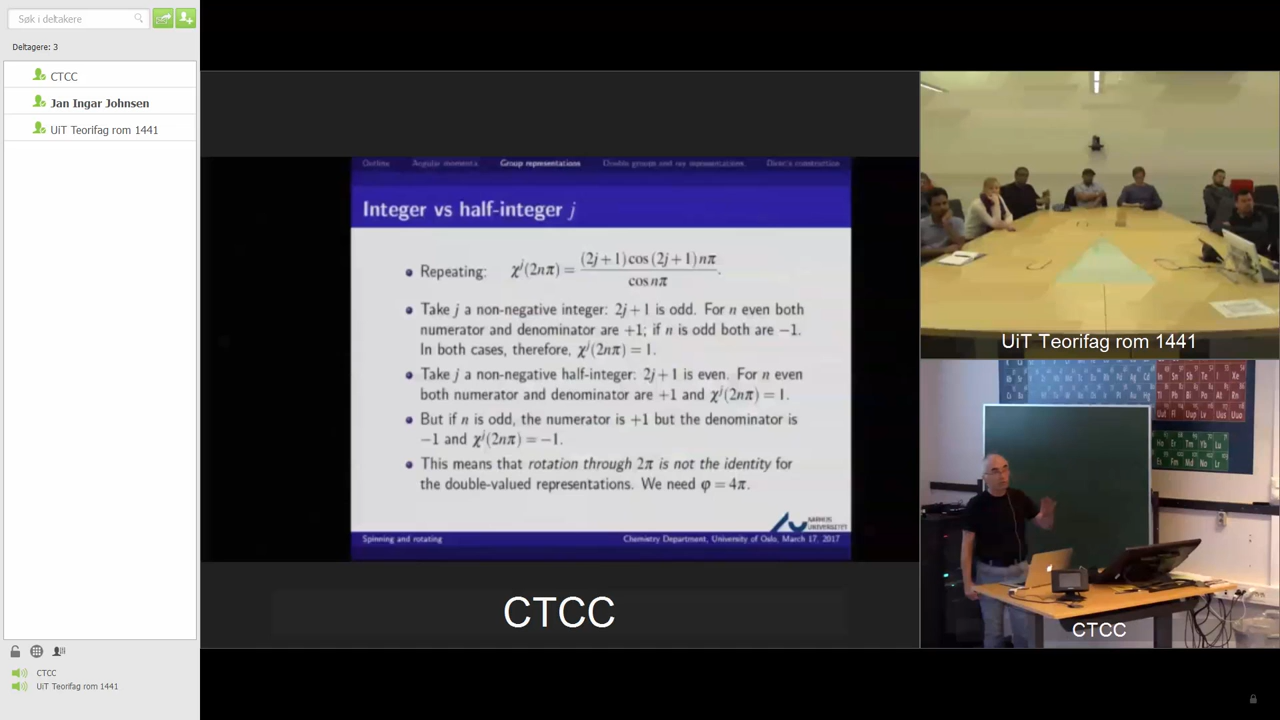 Søk i deltakere
Deltagere: 3
CTCC
Jan Ingar Johnsen
UiT Teorifag rom 1441
CTCC
UiT Teorifag rom 1441
Outline Angular momenta Group representations Double groups and ray representations Dirac's construction
Integer vs half-integer j
Repeating: χʲ(2nπ) = (2j+1)cos(2j+1)nπ / cos nπ.
Take j a non-negative integer: 2j+1 is odd. For n even both
numerator and denominator are +1; if n is odd both are −1.
In both cases, therefore, χʲ(2nπ) = 1.
Take j a non-negative half-integer: 2j+1 is even. For n even
both numerator and denominator are +1 and χʲ(2nπ) = 1.
But if n is odd, the numerator is +1 but the denominator is
−1 and χʲ(2nπ) = −1.
This means that rotation through 2π is not the identity for
the double-valued representations. We need φ = 4π.
AARHUS
UNIVERSITET
Spinning and rotating Chemistry Department, University of Oslo, March 17, 2017
CTCC
UiT Teorifag rom 1441
CTCC